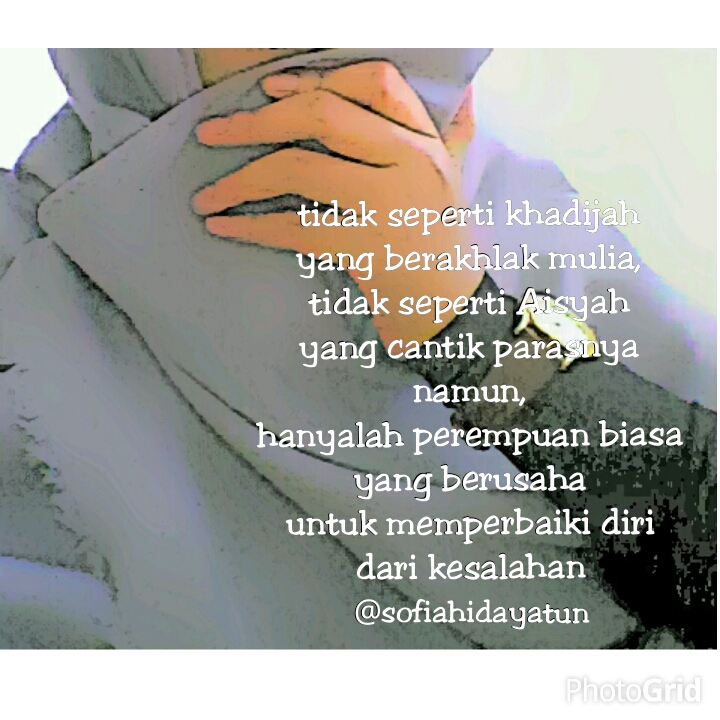 tidak seperti khadijah
yang berakhlak mulia,
tidak seperti Aisyah
yang cantik parasnya
namun,
hanyalah perempuan biasa
yang berusaha
untuk memperbaiki diri
dari kesalahan
@sofiahidayatun
PhotoGrid